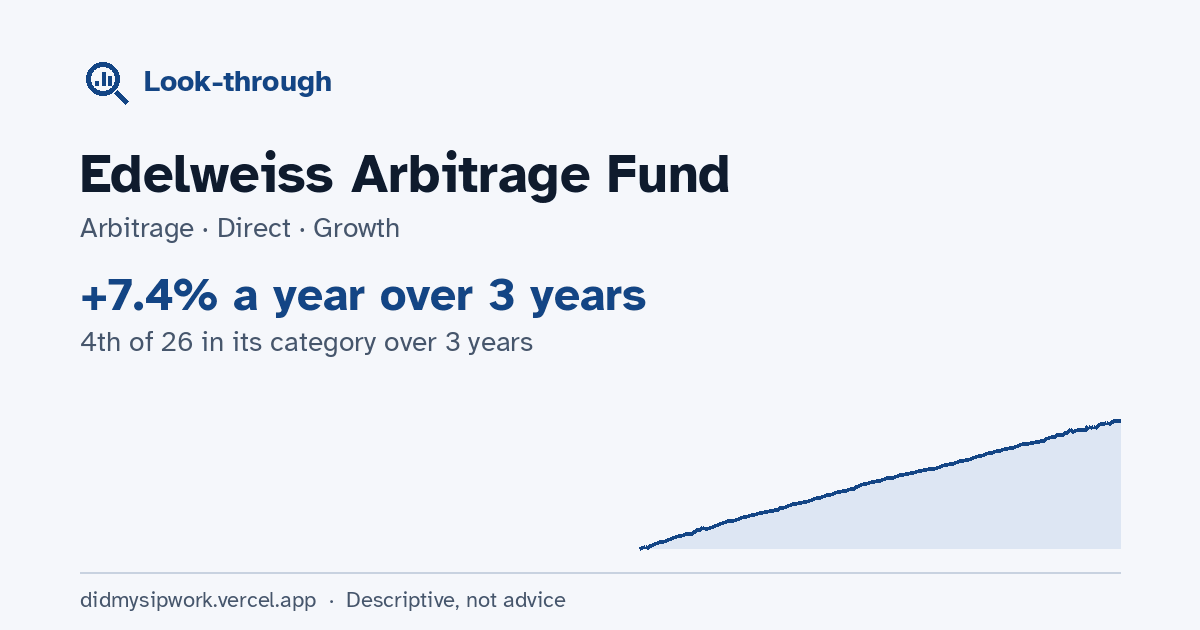 Look-through
Edelweiss Arbitrage Fund
Arbitrage · Direct · Growth
+7.4% a year over 3 years
4th of 26 in its category over 3 years
didmysipwork.vercel.app · Descriptive, not advice